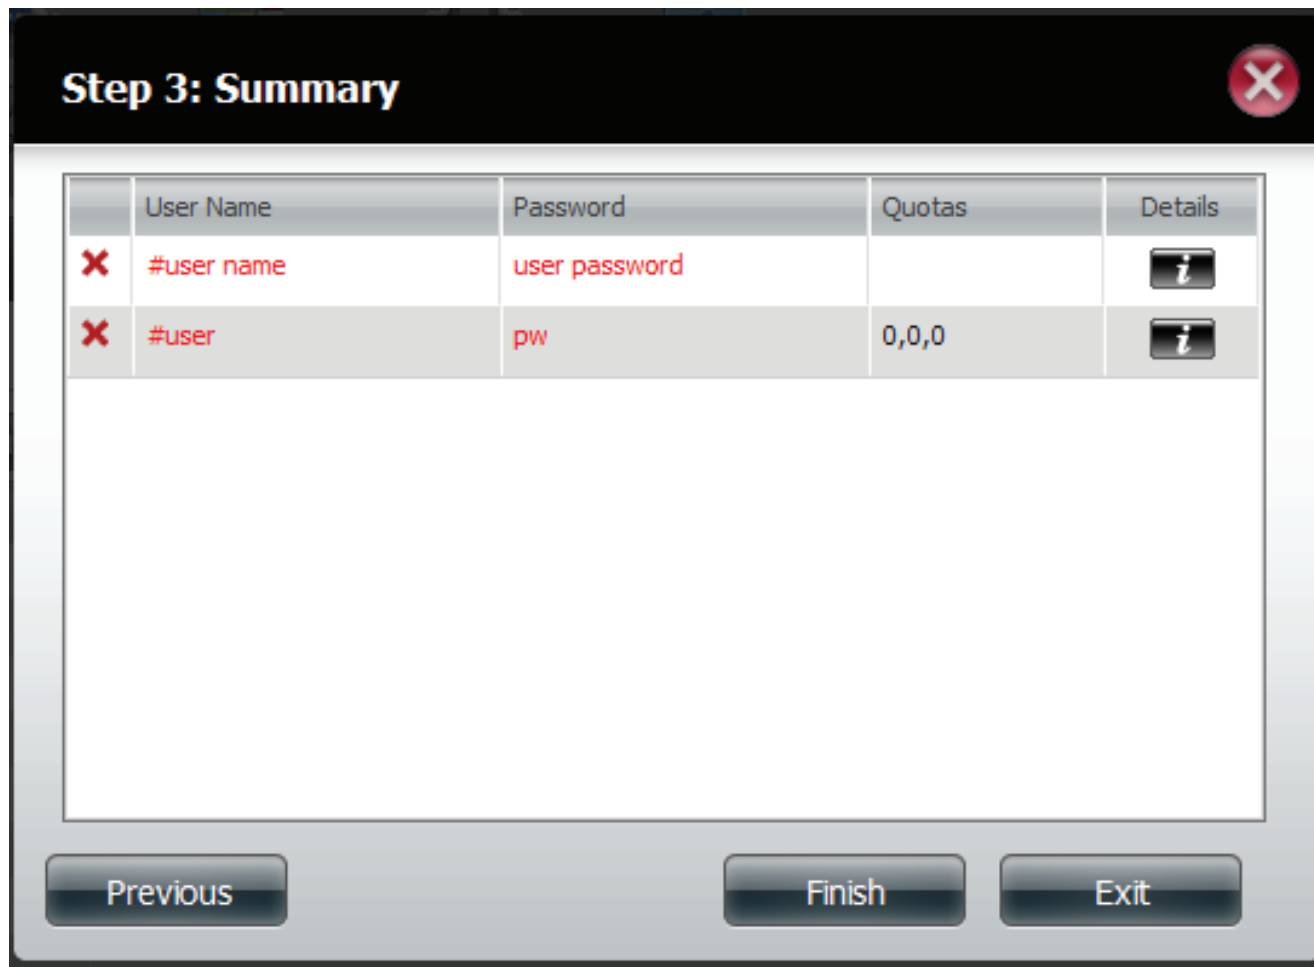 Step 3: Summary
User Name Password Quotas Details
#user name user password
#user pw 0,0,0
Previous Finish Exit